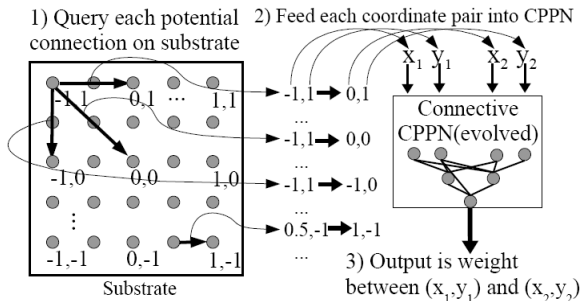 1) Query each potential
connection on substrate
2) Feed each coordinate pair into CPPN
-1,1 0,1 ... 1,1
-1,0 0,0 1,0
...
-1,-1 0,-1 1,-1
Substrate
-1,1 0,1
...
-1,1 0,0
...
-1,1 -1,0
...
0.5,-1 1,-1
...
x1 y1 x2 y2
Connective
CPPN(evolved)
3) Output is weight
between (x1,y1) and (x2,y2)